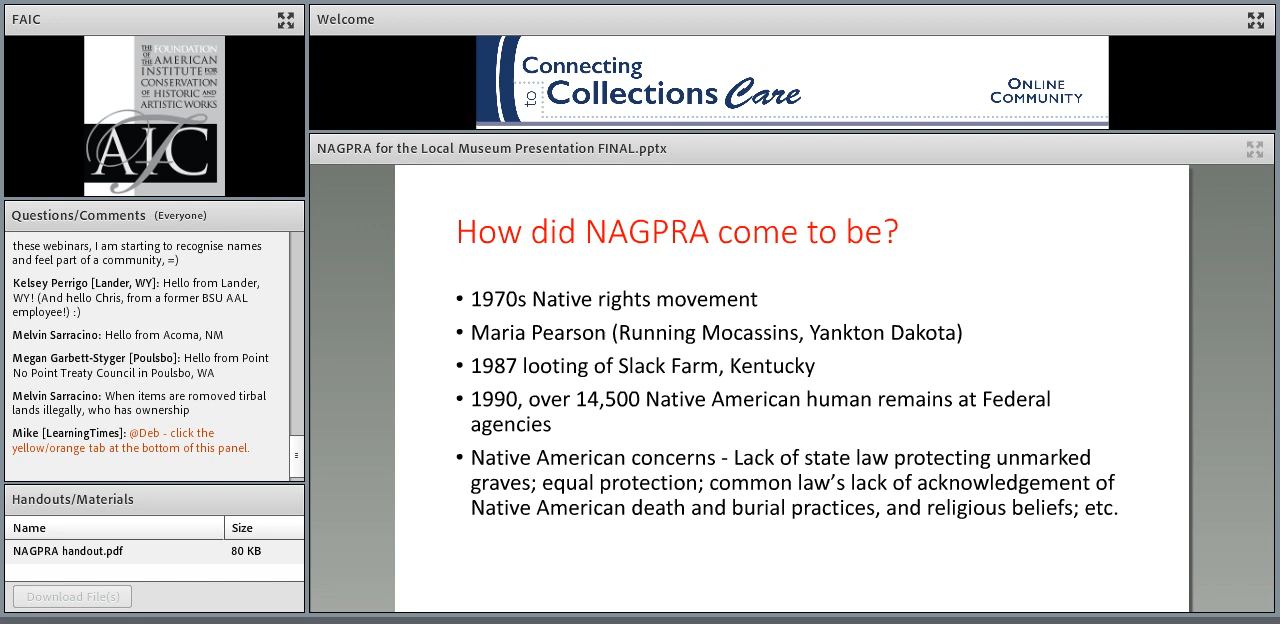 FAIC
THE FOUNDATION
OF THE AMERICAN
INSTITUTE FOR
CONSERVATION
OF HISTORIC AND
ARTISTIC WORKS
FAIC
Questions/Comments (Everyone)
these webinars, I am starting to recognise names
and feel part of a community, =)
Kelsey Perrigo [Lander, WY]: Hello from Lander,
WY! (And hello Chris, from a former BSU AAL
employee!) :)
Melvin Sarracino: Hello from Acoma, NM
Megan Garbett-Styger [Poulsbo]: Hello from Point
No Point Treaty Council in Poulsbo, WA
Melvin Sarracino: When items are romoved tirbal
lands illegally, who has ownership
Mike [LearningTimes]: @Deb - click the
yellow/orange tab at the bottom of this panel.
Handouts/Materials
Name Size
NAGPRA handout.pdf 80 KB
Download File(s)
Welcome
Connecting
to Collections Care
ONLINE
COMMUNITY
NAGPRA for the Local Museum Presentation FINAL.pptx
How did NAGPRA come to be?
• 1970s Native rights movement
• Maria Pearson (Running Mocassins, Yankton Dakota)
• 1987 looting of Slack Farm, Kentucky
• 1990, over 14,500 Native American human remains at Federal
agencies
• Native American concerns - Lack of state law protecting unmarked
graves; equal protection; common law’s lack of acknowledgement of
Native American death and burial practices, and religious beliefs; etc.